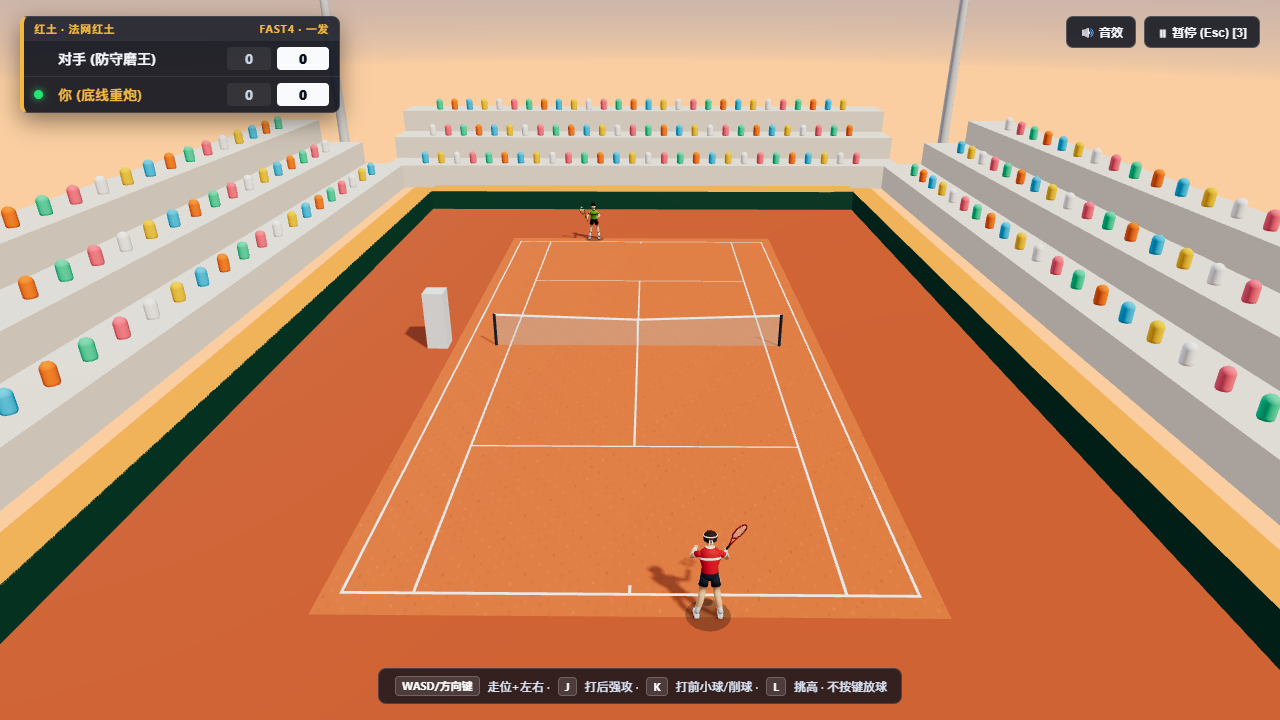 红土 · 法网红土 FAST4 · 一发
对手 (防守磨王) 0 0
你 (底线重炮) 0 0
音效
暂停 (Esc) [3]
WASD/方向键 走位+左右 · J 打后强攻 · K 打前小球/削球 · L 挑高 · 不按键放球